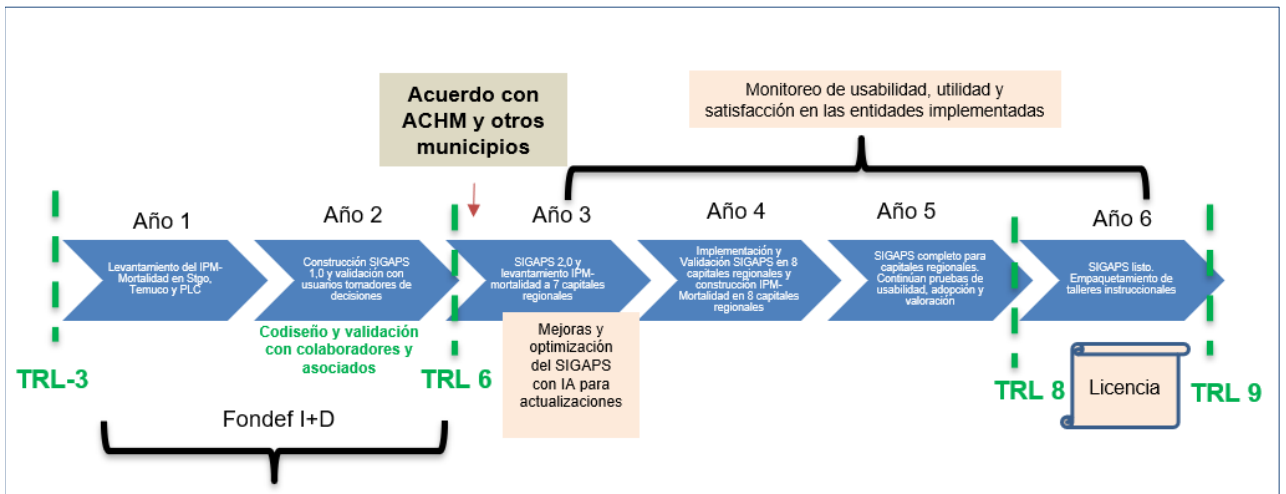 Acuerdo con
ACHM y otros
municipios
Monitoreo de usabilidad, utilidad y
satisfacción en las entidades implementadas
Año 1
Año 2
Año 3
Año 4
Año 5
Año 6
Levantamiento del IPM-
Mortalidad en Stgo,
Temuco y PLC
Construcción SIGAPS
1,0 y validación con
usuarios tomadores de
decisiones
SIGAPS 2,0 y
levantamiento IPM-
mortalidad a 7 capitales
regionales
Implementación y
Validación SIGAPS en 8
capitales regionales y
construcción IPM-
Mortalidad en 8 capitales
regionales
SIGAPS completo para
capitales regionales.
Continúan pruebas de
usabilidad, adopción y
valoración
SIGAPS listo.
Empaquetamiento de
talleres instruccionales
Codiseño y validación
con colaboradores y
asociados
Mejoras y
optimización
del SIGAPS
con IA para
actualizaciones
TRL-3
TRL 6
TRL 8
Licencia
TRL 9
Fondef I+D